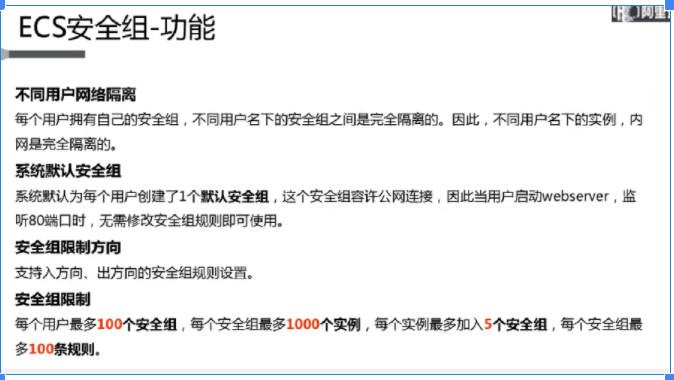 ECS安全组-功能
阿里
不同用户网络隔离
每个用户拥有自己的安全组，不同用户名下的安全组之间是完全隔离的。因此，不同用户名下的实例，内
网是完全隔离的。
系统默认安全组
系统默认为每个用户创建了1个默认安全组，这个安全组容许公网连接，因此当用户启动webserver，监
听80端口时，无需修改安全组规则即可使用。
安全组限制方向
支持入方向、出方向的安全组规则设置。
安全组限制
每个用户最多100个安全组，每个安全组最多1000个实例，每个实例最多加入5个安全组，每个安全组最
多100条规则。